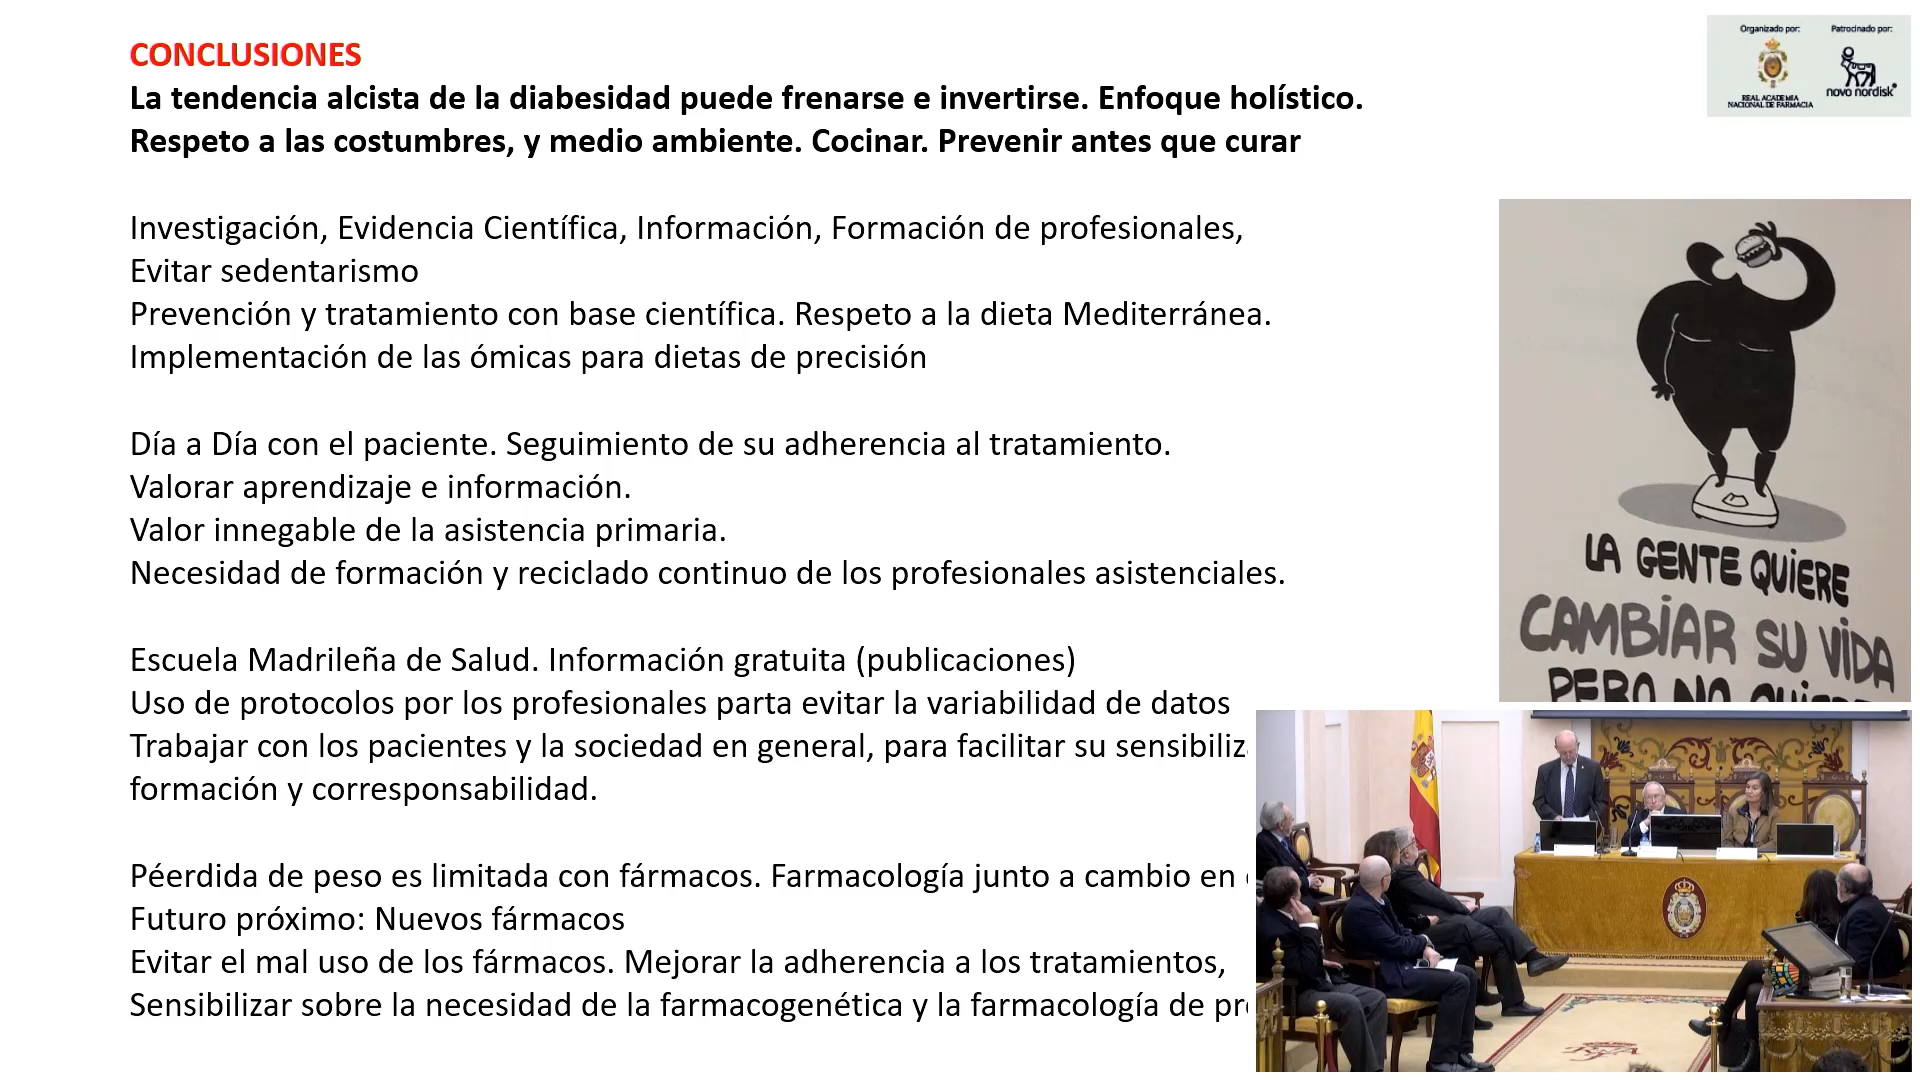 CONCLUSIONES
La tendencia alcista de la diabesidad puede frenarse e invertirse. Enfoque holístico.
Respeto a las costumbres, y medio ambiente. Cocinar. Prevenir antes que curar
Investigación, Evidencia Científica, Información, Formación de profesionales,
Evitar sedentarismo
Prevención y tratamiento con base científica. Respeto a la dieta Mediterránea.
Implementación de las ómicas para dietas de precisión
Día a Día con el paciente. Seguimiento de su adherencia al tratamiento.
Valorar aprendizaje e información.
Valor innegable de la asistencia primaria.
Necesidad de formación y reciclado continuo de los profesionales asistenciales.
Escuela Madrileña de Salud. Información gratuita (publicaciones)
Uso de protocolos por los profesionales parta evitar la variabilidad de datos
Trabajar con los pacientes y la sociedad en general, para facilitar su
formación y corresponsabilidad.
Péerdida de peso es limitada con fármacos. Farmacología junto a cambio en
Futuro próximo: Nuevos fármacos
Evitar el mal uso de los fármacos. Mejorar la adherencia a los tratamientos,
Sensibilizar sobre la necesidad de la farmacogenética y la farmacología de
Organizado por:
REAL ACADEMIA
NACIONAL DE FARMACIA
Patrocinado por:
novo nordisk
LA GENTE QUIERE
CAMBIAR SU VIDA
PERO NO